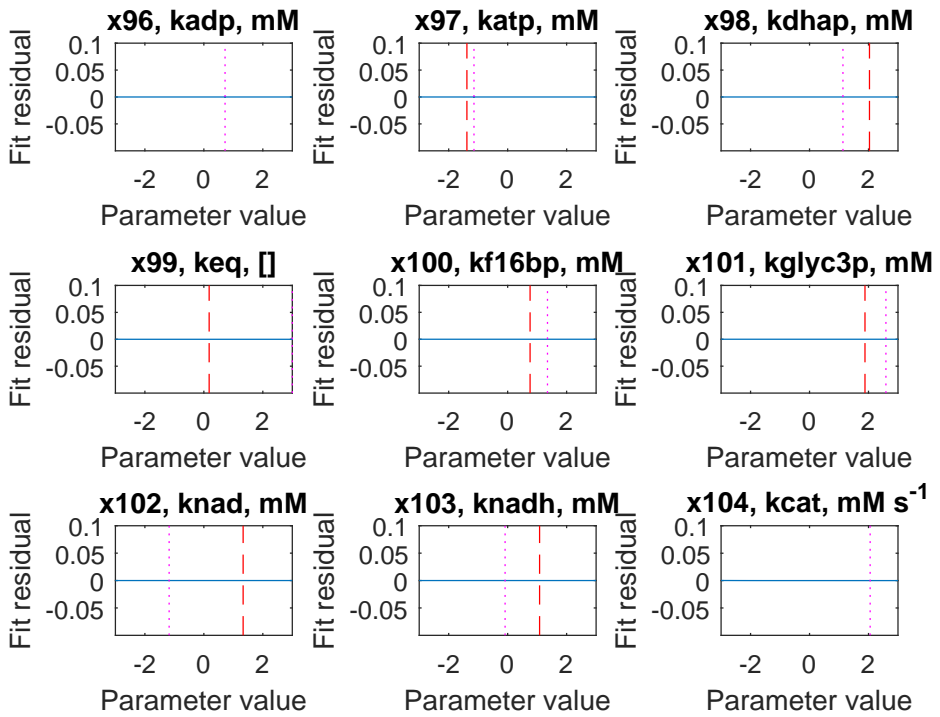 x96, kadp, mM
x97, katp, mM
x98, kdhap, mM
0.1
0.05
0
-0.05
Fit residual
-2 0 2
Parameter value
0.1
0.05
0
-0.05
Fit residual
-2 0 2
Parameter value
0.1
0.05
0
-0.05
Fit residual
-2 0 2
Parameter value
x99, keq, []
x100, kf16bp, mM
x101, kglyc3p, mM
0.1
0.05
0
-0.05
Fit residual
-2 0 2
Parameter value
0.1
0.05
0
-0.05
Fit residual
-2 0 2
Parameter value
0.1
0.05
0
-0.05
Fit residual
-2 0 2
Parameter value
x102, knad, mM
x103, knadh, mM
x104, kcat, mM s⁻¹
0.1
0.05
0
-0.05
Fit residual
-2 0 2
Parameter value
0.1
0.05
0
-0.05
Fit residual
-2 0 2
Parameter value
0.1
0.05
0
-0.05
Fit residual
-2 0 2
Parameter value